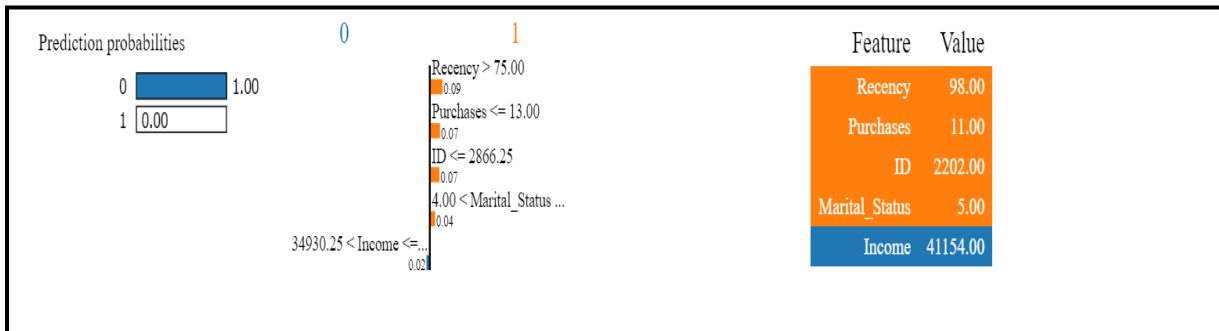 Prediction probabilities
0 1.00
1 0.00
0 1
Recency > 75.00
0.09
Purchases <= 13.00
0.07
ID <= 2866.25
0.07
4.00 < Marital_Status ...
0.04
34930.25 < Income <=...
0.02
Feature Value
Recency 98.00
Purchases 11.00
ID 2202.00
Marital_Status 5.00
Income 41154.00